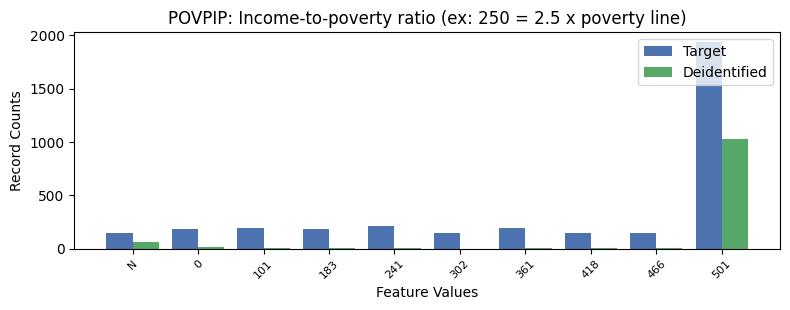 POVPIP: Income-to-poverty ratio (ex: 250 = 2.5 x poverty line)
2000
1500
1000
500
0
Record Counts
Target
Deidentified
N 0 101 183 241 302 361 418 466 501
Feature Values